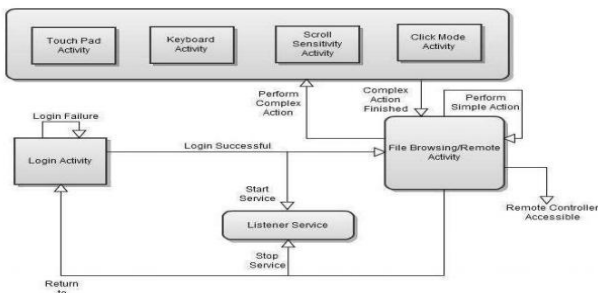 Touch Pad
Activity
Keyboard
Activity
Scroll
Sensitivity
Activity
Click Mode
Activity
Perform
Complex
Action
Complex
Action
Finished
Perform
Simple Action
Login Failure
Login Activity
Login Successful
File Browsing/Remote
Activity
Start
Service
Remote Controller
Accessible
Listener Service
Stop
Service
Return
to